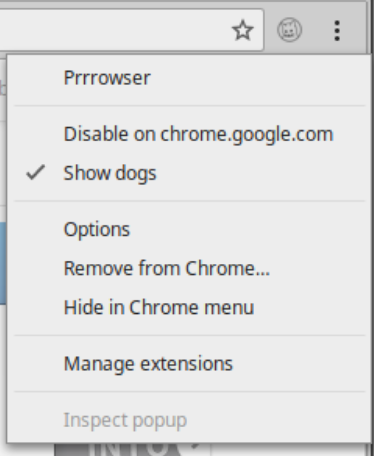 Prrrowser
Disable on chrome.google.com
Show dogs
Options
Remove from Chrome...
Hide in Chrome menu
Manage extensions
Inspect popup